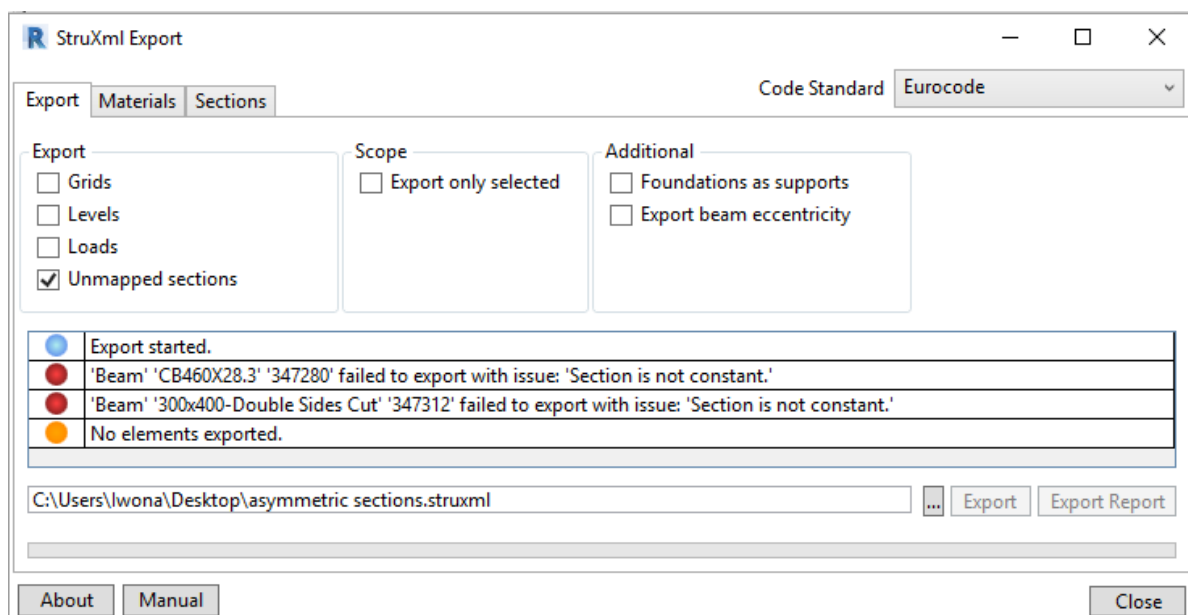 StruXml Export
Code Standard Eurocode
Export Materials Sections
Export Scope Additional
Grids Export only selected Foundations as supports
Levels Export beam eccentricity
Loads
Unmapped sections
Export started.
'Beam' 'CB460X28.3' '347280' failed to export with issue: 'Section is not constant.'
'Beam' '300x400-Double Sides Cut' '347312' failed to export with issue: 'Section is not constant.'
No elements exported.
C:\Users\Iwona\Desktop\asymmetric sections.struxml ... Export Export Report
About Manual Close